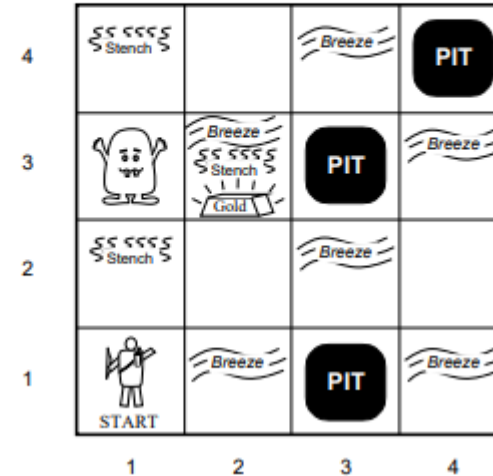 4
Stench
Breeze
PIT
3
Breeze
Stench
Gold
PIT
Breeze
2
Stench
Breeze
1
START
Breeze
PIT
Breeze
1 2 3 4